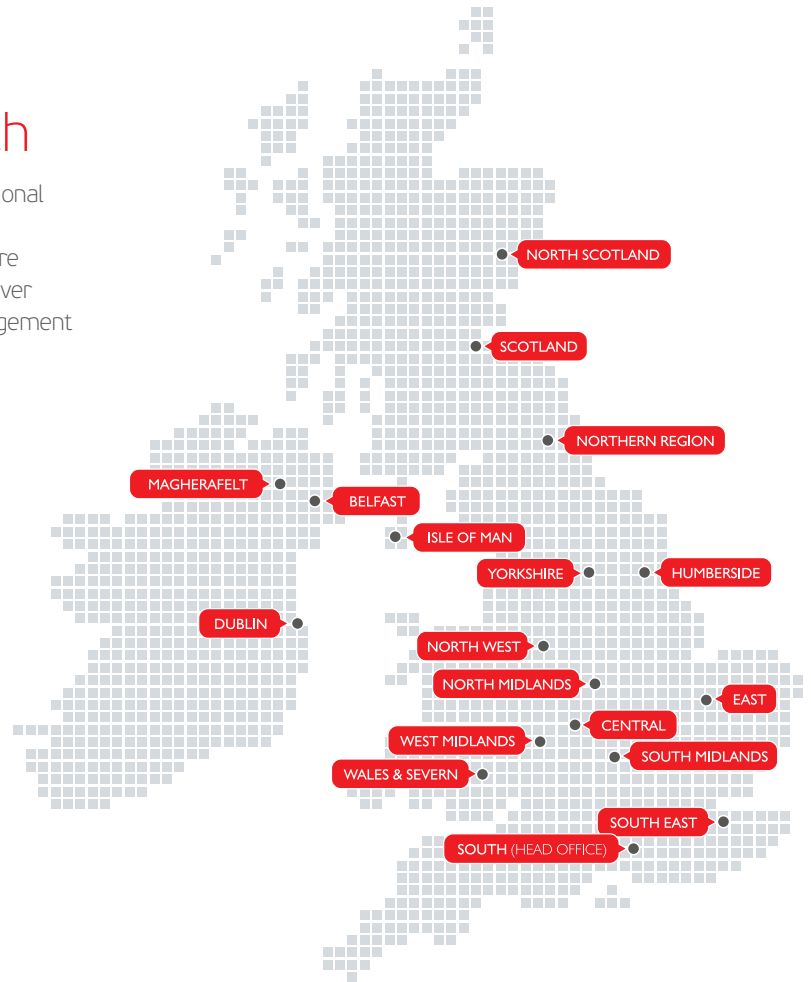 h
onal
re
ver
gement
NORTH SCOTLAND
SCOTLAND
NORTHERN REGION
MAGHERAFELT
BELFAST
ISLE OF MAN
YORKSHIRE
HUMBERSIDE
DUBLIN
NORTH WEST
NORTH MIDLANDS
EAST
CENTRAL
WEST MIDLANDS
SOUTH MIDLANDS
WALES & SEVERN
SOUTH EAST
SOUTH (HEAD OFFICE)